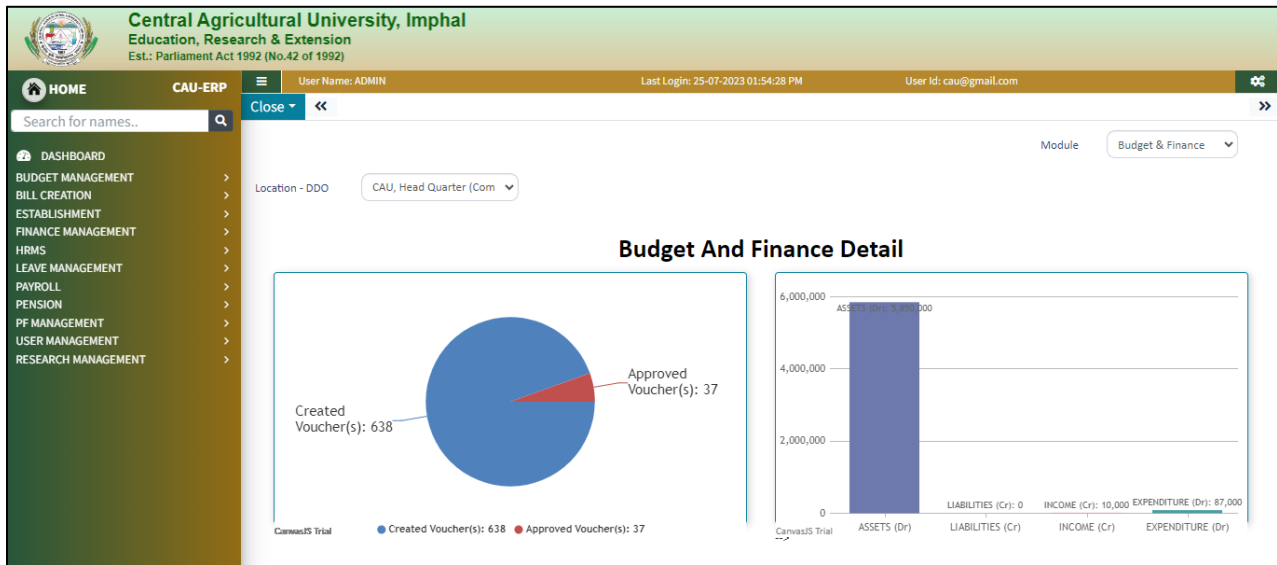 Central Agricultural University, Imphal
Education, Research & Extension
Est.: Parliament Act 1992 (No.42 of 1992)
HOME CAU-ERP
User Name: ADMIN Last Login: 25-07-2023 01:54:28 PM User Id: cau@gmail.com
Close
Search for names..
Module Budget & Finance
Location - DDO CAU, Head Quarter (Com
DASHBOARD
BUDGET MANAGEMENT
BILL CREATION
ESTABLISHMENT
FINANCE MANAGEMENT
HRMS
LEAVE MANAGEMENT
PAYROLL
PENSION
PF MANAGEMENT
USER MANAGEMENT
RESEARCH MANAGEMENT
Budget And Finance Detail
Approved
Voucher(s): 37
Created
Voucher(s): 638
CanvasJS Trial
Created Voucher(s): 638 Approved Voucher(s): 37
6,000,000
4,000,000
2,000,000
0
ASSETS (Dr):
LIABILITIES (Cr): 0
INCOME (Cr): 10,000
EXPENDITURE (Dr): 87,000
ASSETS (Dr) LIABILITIES (Cr) INCOME (Cr) EXPENDITURE (Dr)
CanvasJS Trial